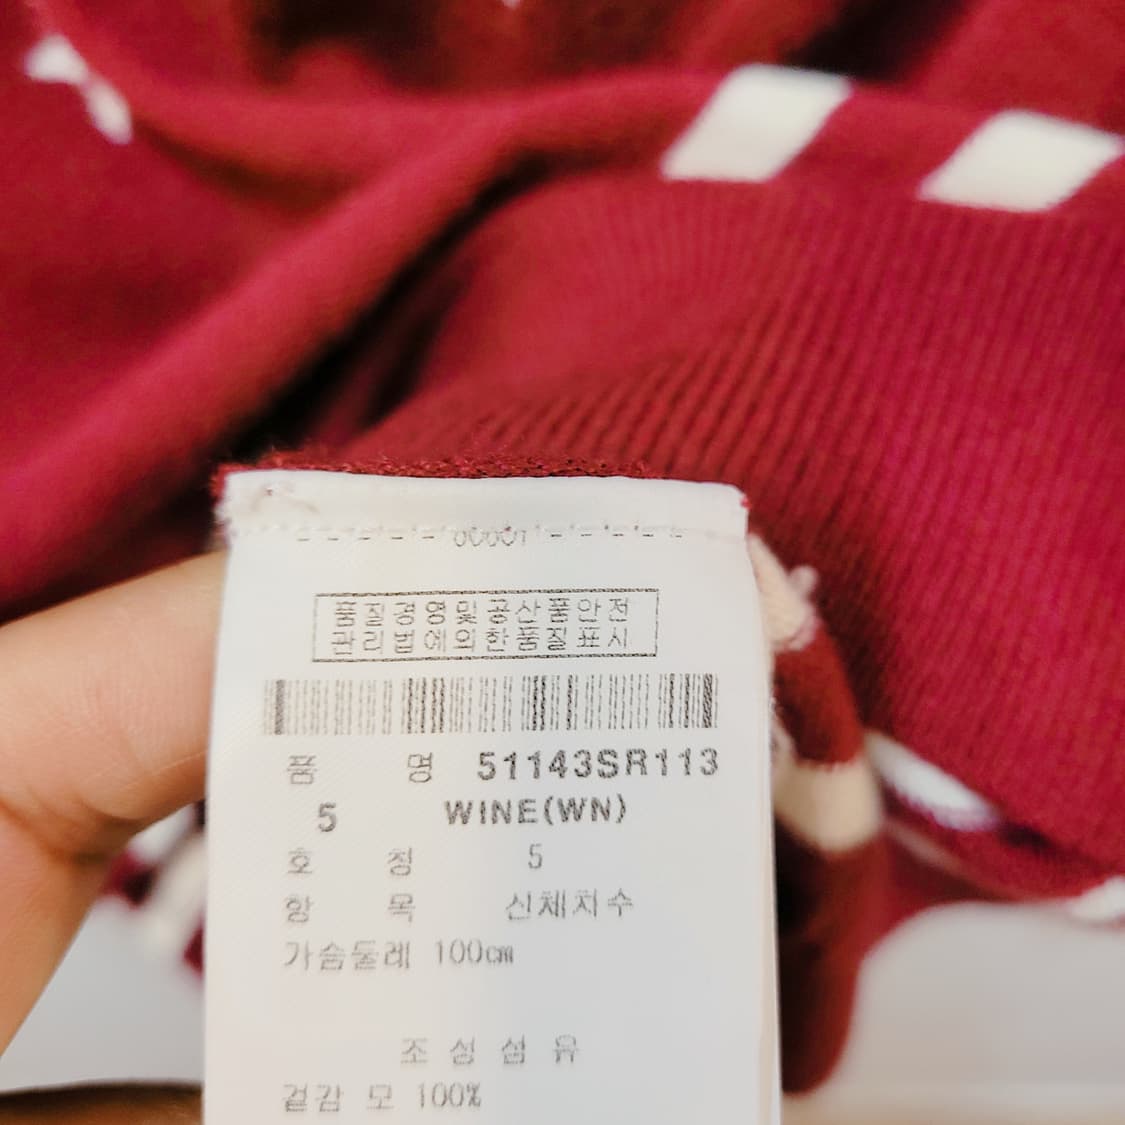 품질경영및공산품안전
관리법에의한품질표시
품 명 51143SR113
5 WINE(WN)
호 칭 5
항 목 신체치수
가슴둘레 100㎝
조성섬유
겉감 모 100%